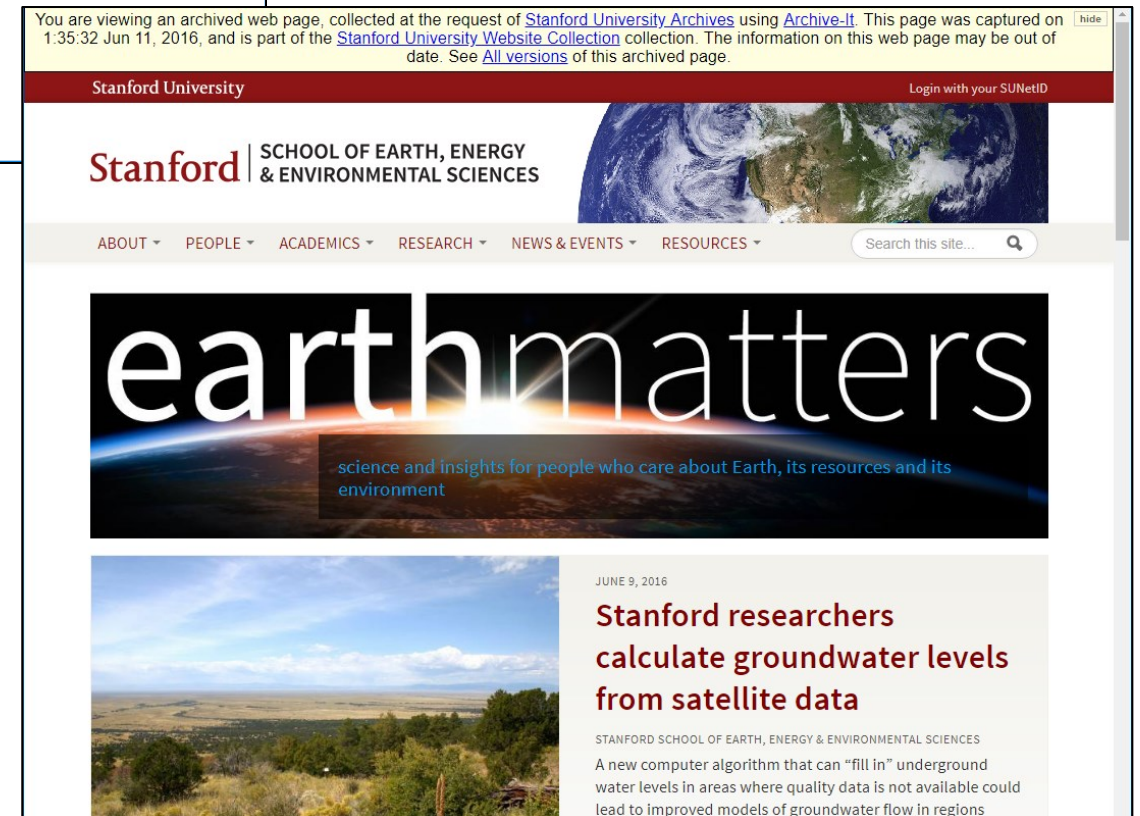 You are viewing an archived web page, collected at the request of Stanford University Archives using Archive-It. This page was captured on
hide
1:35:32 Jun 11, 2016, and is part of the Stanford University Website Collection collection. The information on this web page may be out of
date. See All versions of this archived page.
Stanford University
Login with your SUNetID
Stanford
SCHOOL OF EARTH, ENERGY
& ENVIRONMENTAL SCIENCES
ABOUT PEOPLE ACADEMICS RESEARCH NEWS & EVENTS RESOURCES
Search this site...
earthmatters
science and insights for people who care about Earth, its resources and its
environment
JUNE 9, 2016
Stanford researchers
calculate groundwater levels
from satellite data
STANFORD SCHOOL OF EARTH, ENERGY & ENVIRONMENTAL SCIENCES
A new computer algorithm that can “fill in” underground
water levels in areas where quality data is not available could
lead to improved models of groundwater flow in regions